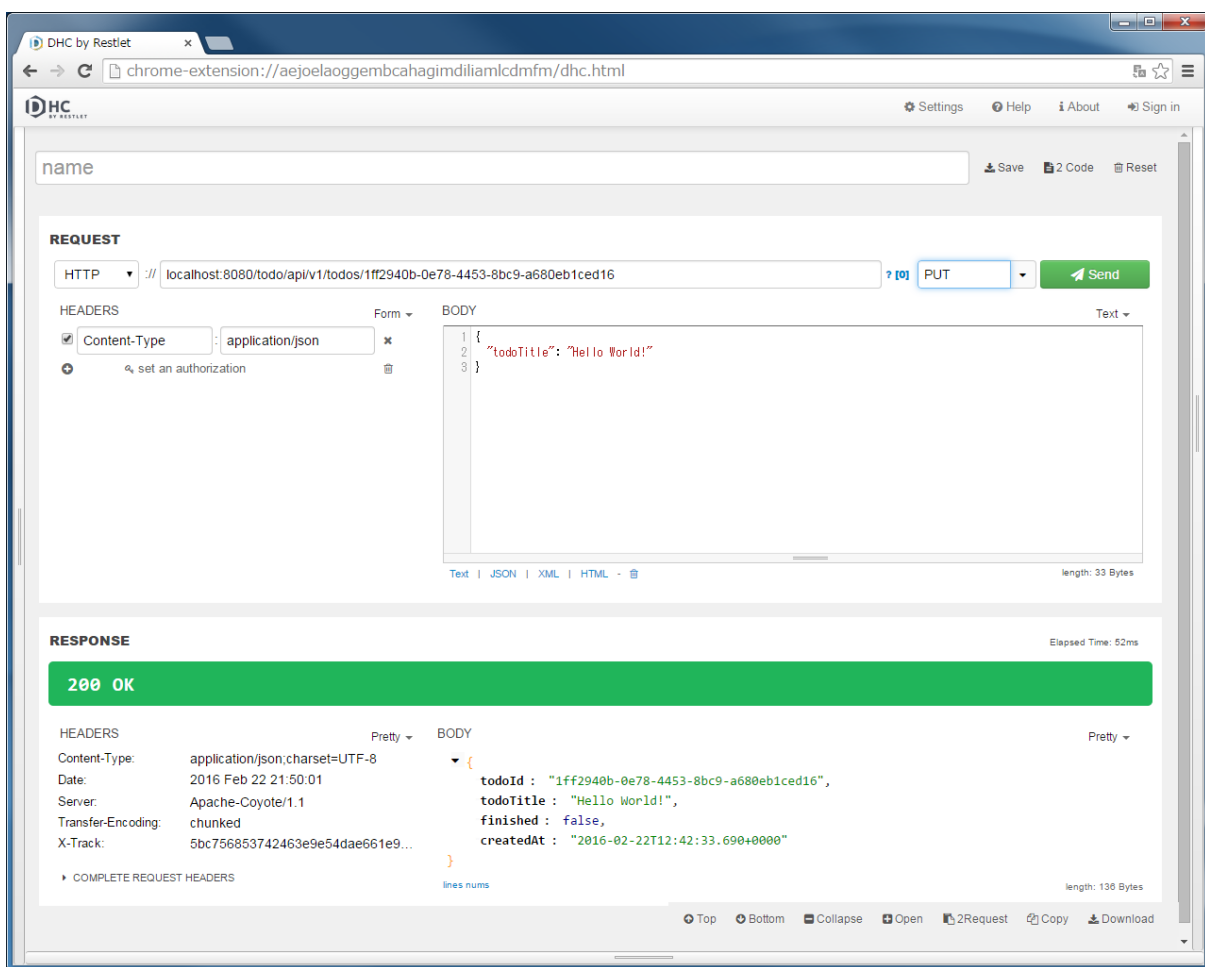 DHC by Restlet
chrome-extension://aejoelaoggembcahagimdiliamlcdmfm/dhc.html
DHC BY RESTLET Settings Help About Sign in
name Save 2 Code Reset
REQUEST
HTTP :// localhost:8080/todo/api/v1/todos/1ff2940b-0e78-4453-8bc9-a680eb1ced16 ? [0] PUT Send
HEADERS Form BODY Text
Content-Type : application/json
set an authorization
1 {
2 "todoTitle": "Hello World!"
3 }
Text | JSON | XML | HTML - length: 33 Bytes
RESPONSE Elapsed Time: 52ms
200 OK
HEADERS Pretty BODY Pretty
Content-Type: application/json;charset=UTF-8
Date: 2016 Feb 22 21:50:01
Server: Apache-Coyote/1.1
Transfer-Encoding: chunked
X-Track: 5bc756853742463e9e54dae661e9...
COMPLETE REQUEST HEADERS
{
todoId : "1ff2940b-0e78-4453-8bc9-a680eb1ced16",
todoTitle : "Hello World!",
finished : false,
createdAt : "2016-02-22T12:42:33.690+0000"
}
lines nums length: 136 Bytes
Top Bottom Collapse Open 2Request Copy Download